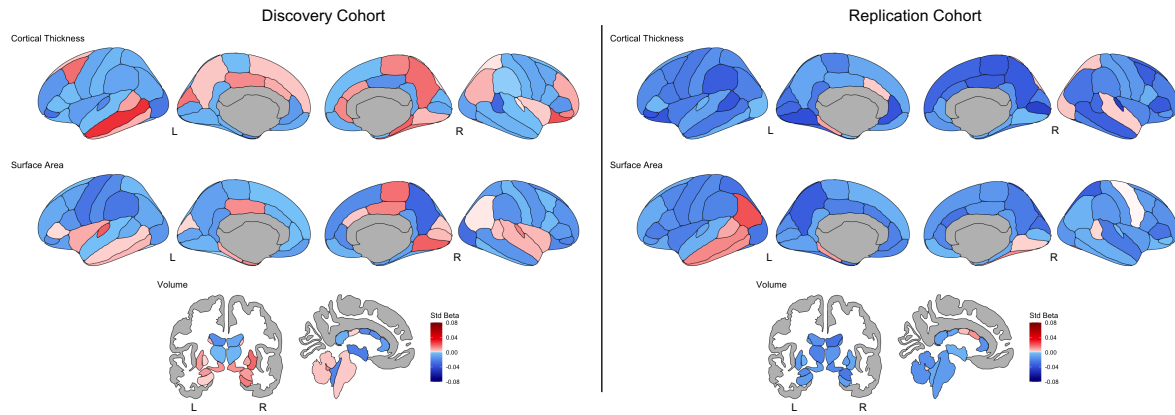 Discovery Cohort
Cortical Thickness
L
R
Surface Area
L
R
Volume
Std Beta
0.08
0.04
0.00
-0.04
-0.08
L
R
Replication Cohort
Cortical Thickness
L
R
Surface Area
L
R
Volume
Std Beta
0.08
0.04
0.00
-0.04
-0.08
L
R